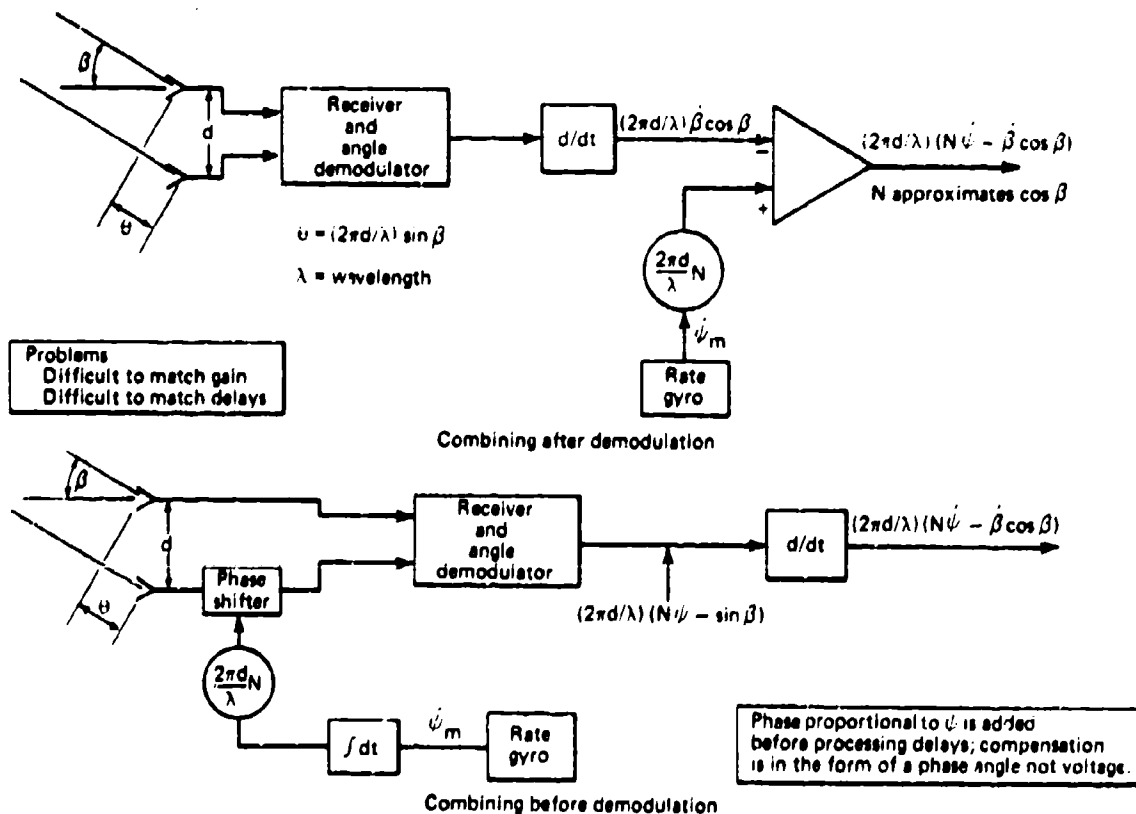 β
d
θ
Receiver
and
angle
demodulator
d/dt
(2πd/λ) β̇ cos β
−
+
(2πd/λ) (N ψ̇ − β̇ cos β)
N approximates cos β
θ = (2πd/λ) sin β
λ = wavelength
2πd/λ N
ψ̇m
Rate
gyro
Problems
Difficult to match gain
Difficult to match delays
Combining after demodulation
β
d
θ
Phase
shifter
Receiver
and
angle
demodulator
d/dt
(2πd/λ) (Nψ̇ − β̇ cos β)
(2πd/λ) (Nψ − sin β)
2πd/λ N
∫ dt
ψ̇m
Rate
gyro
Phase proportional to ψ is added
before processing delays; compensation
is in the form of a phase angle not voltage.
Combining before demodulation